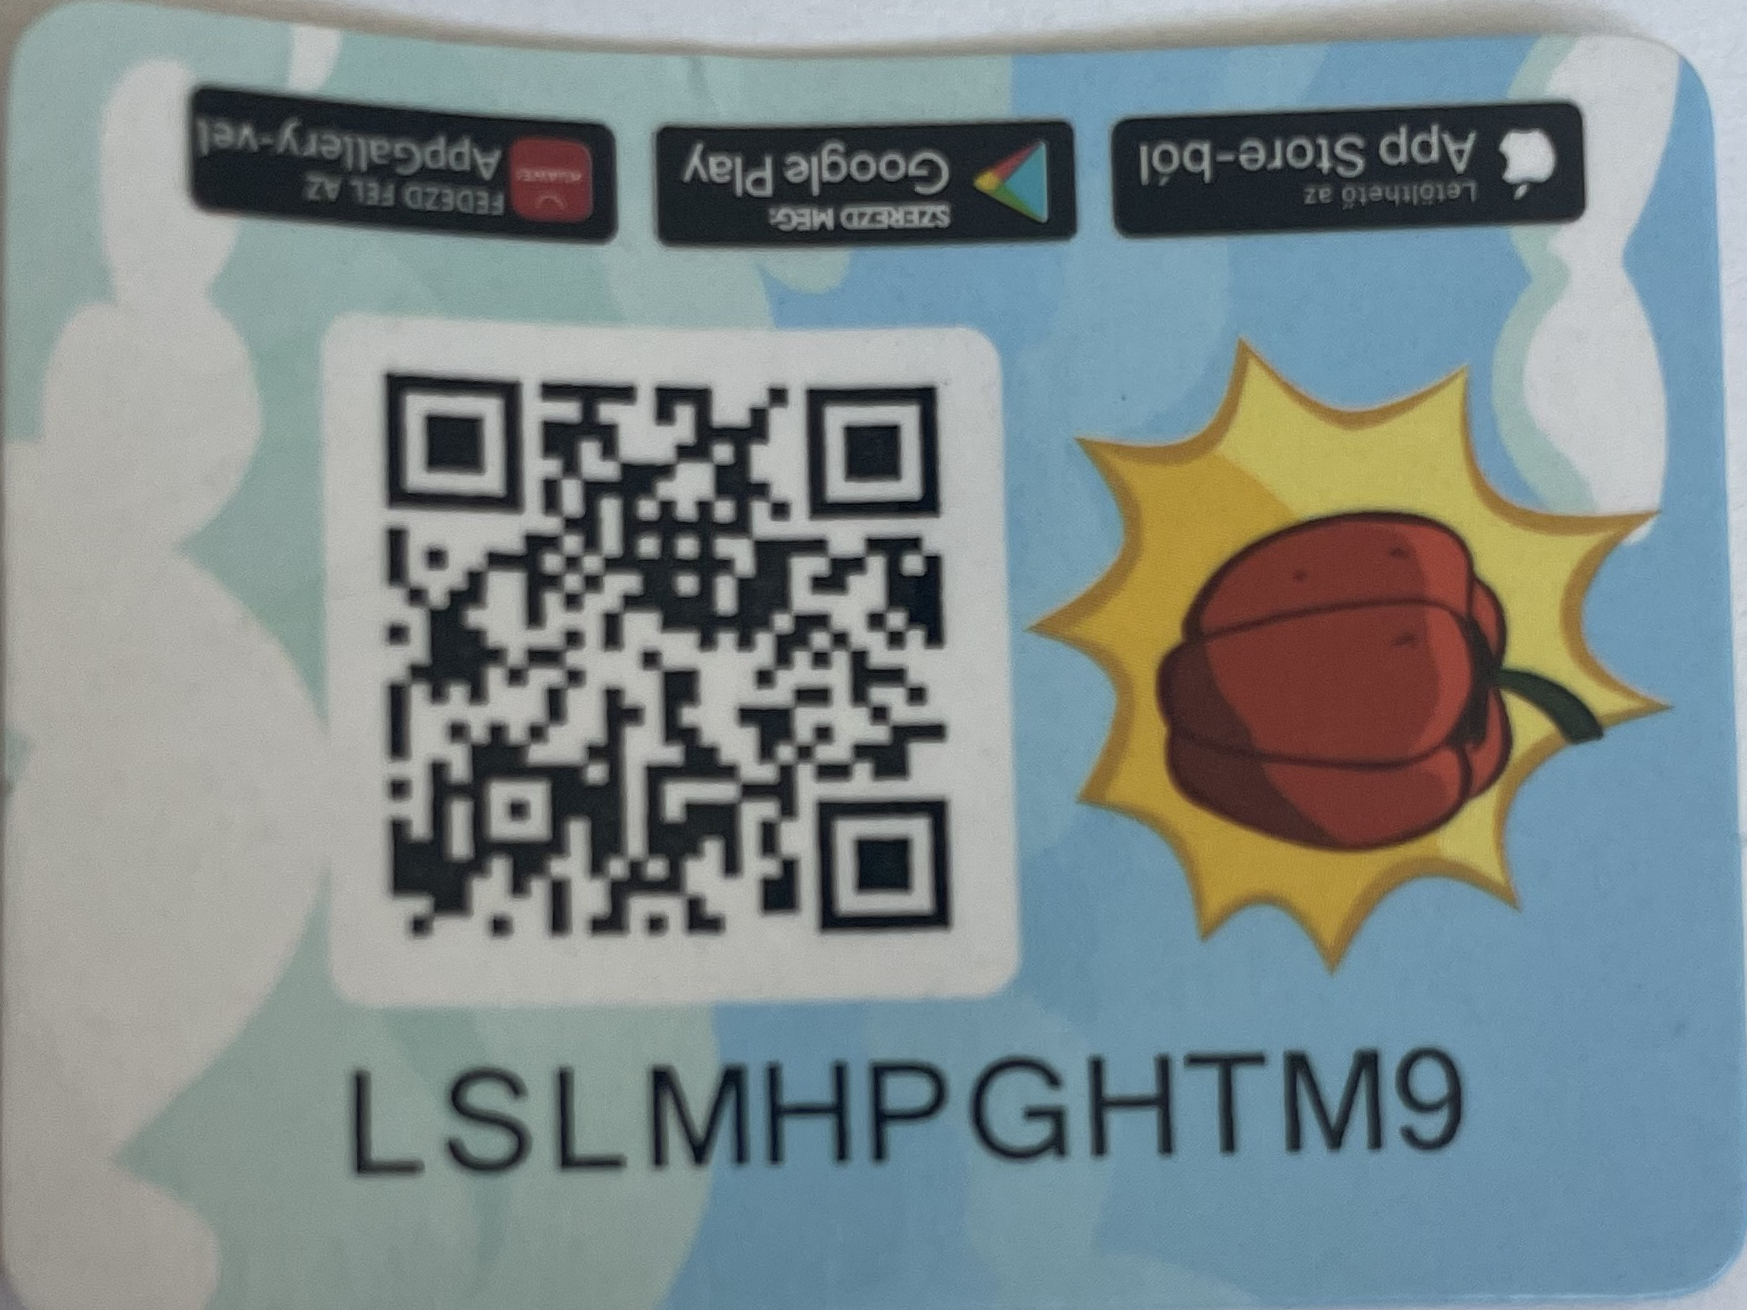 FEDEZD FEL AZ
AppGallery-vel
SZEREZD MEG:
Google Play
Letölthető az
App Store-ból
LSLMHPGHTM9